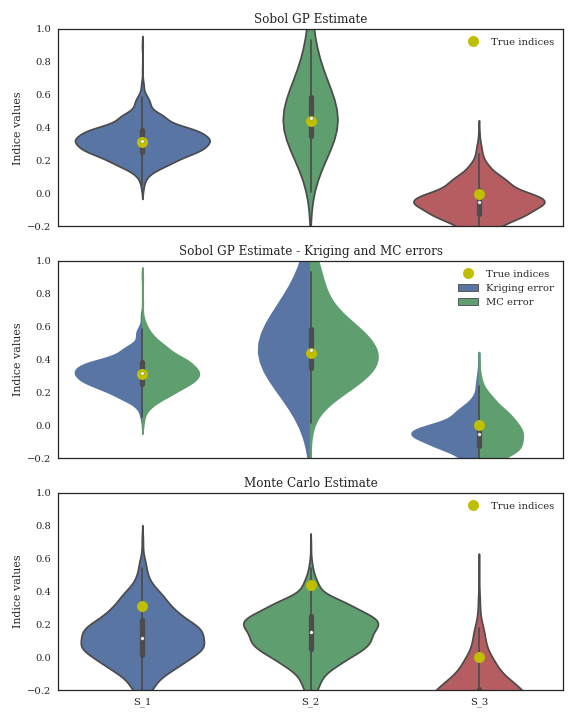 Sobol GP Estimate
1.0
True indices
0.8
0.6
Indice values
0.4
0.2
0.0
−0.2
Sobol GP Estimate - Kriging and MC errors
1.0
True indices
Kriging error
MC error
0.8
0.6
Indice values
0.4
0.2
0.0
−0.2
Monte Carlo Estimate
1.0
True indices
0.8
0.6
Indice values
0.4
0.2
0.0
−0.2
S_1 S_2 S_3